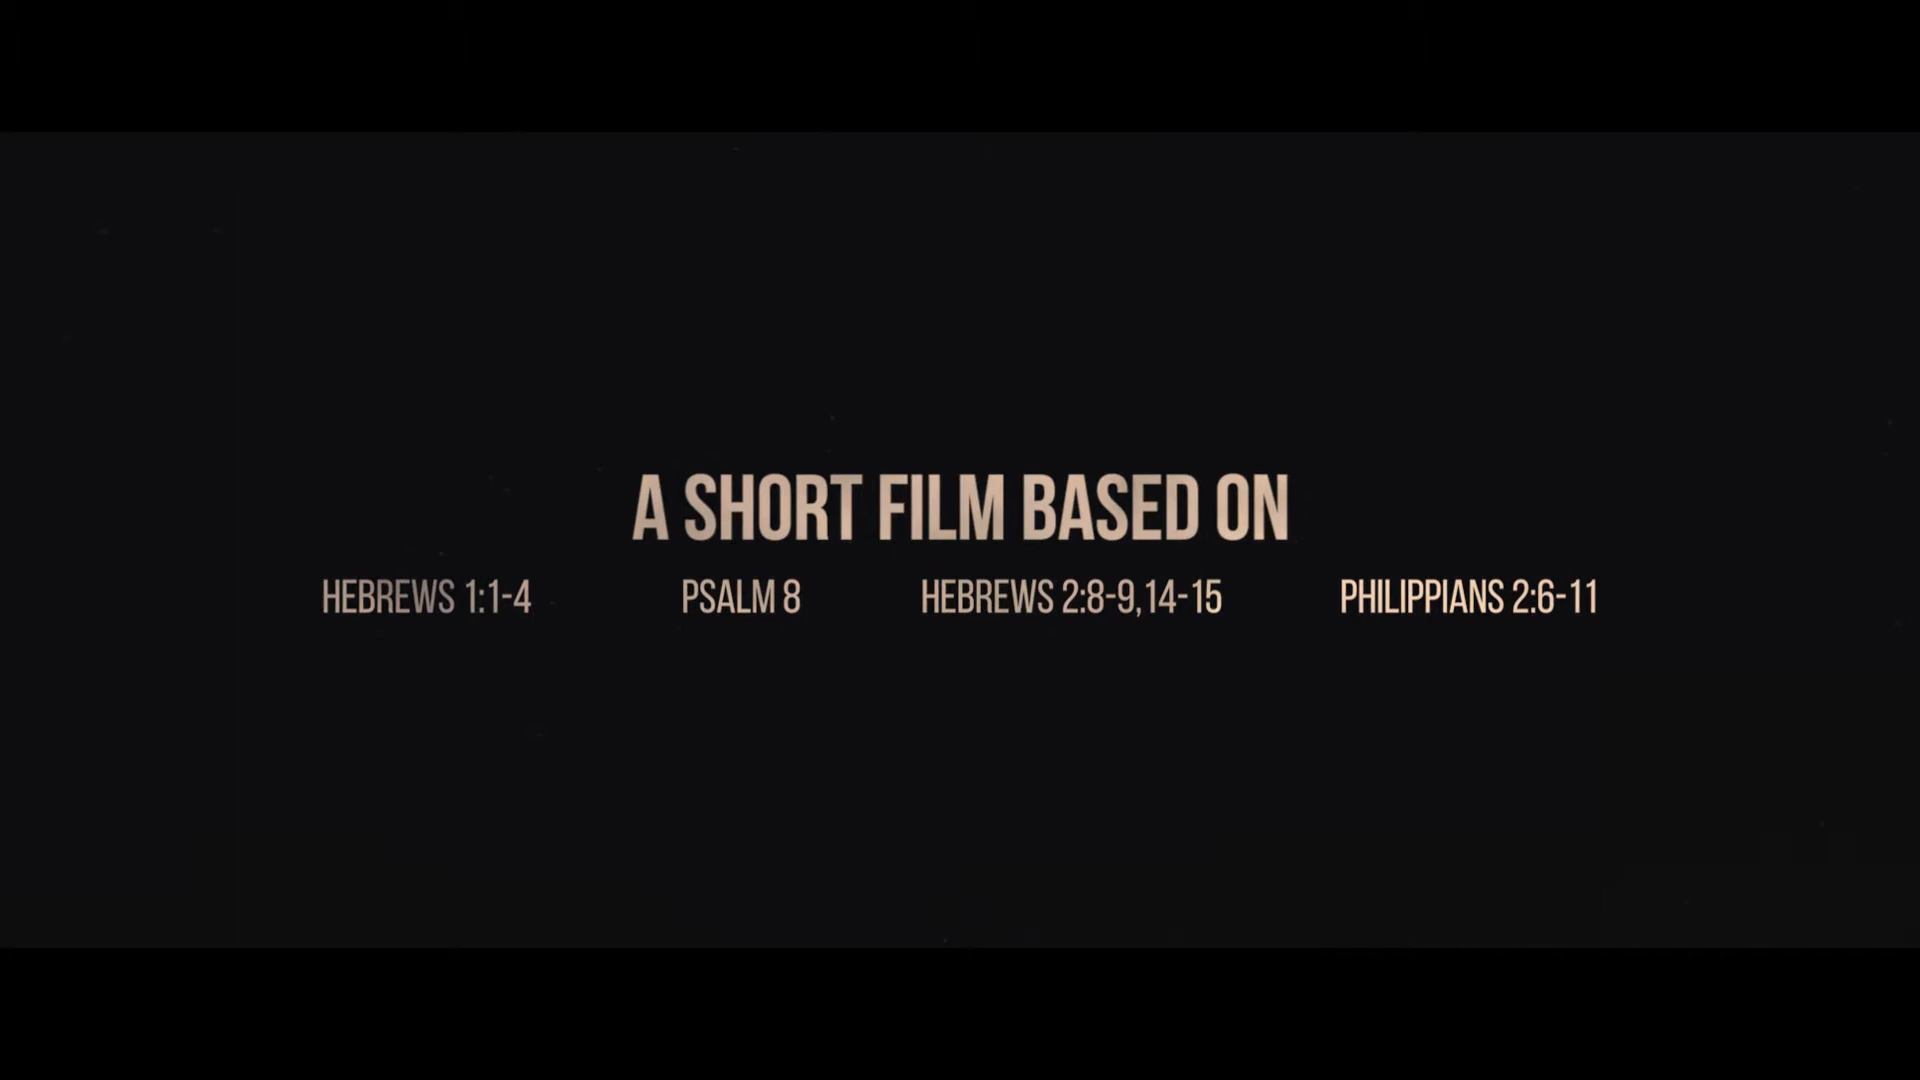 A SHORT FILM BASED ON
HEBREWS 1:1-4 PSALM 8 HEBREWS 2:8-9,14-15 PHILIPPIANS 2:6-11